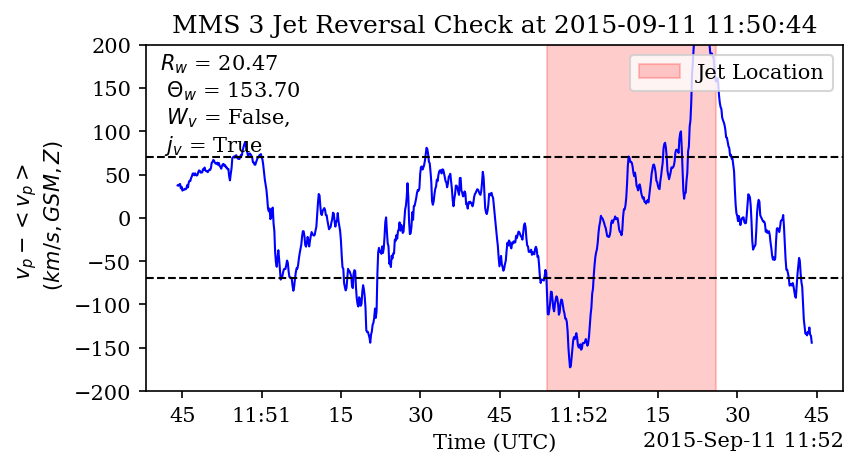 MMS 3 Jet Reversal Check at 2015-09-11 11:50:44
R_w = 20.47
Θ_w = 153.70
W_v = False,
j_v = True
Jet Location
200
150
100
50
0
−50
−100
−150
−200
v_p − <v_p>
(km/s, GSM, Z)
45 11:51 15 30 45 11:52 15 30 45
Time (UTC)
2015-Sep-11 11:52